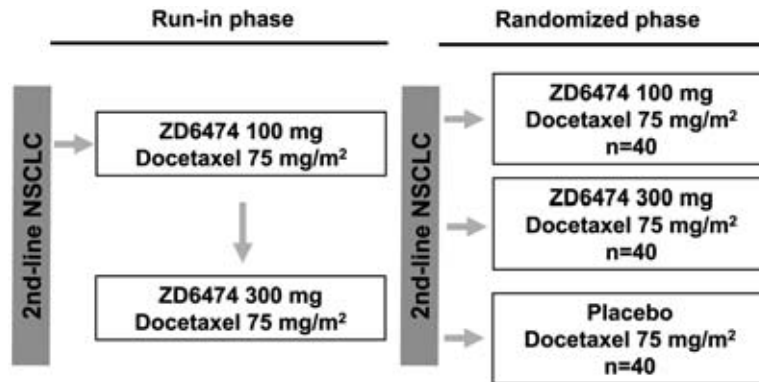 Run-in phase
2nd-line NSCLC
ZD6474 100 mg
Docetaxel 75 mg/m²
ZD6474 300 mg
Docetaxel 75 mg/m²
Randomized phase
2nd-line NSCLC
ZD6474 100 mg
Docetaxel 75 mg/m²
n=40
ZD6474 300 mg
Docetaxel 75 mg/m²
n=40
Placebo
Docetaxel 75 mg/m²
n=40